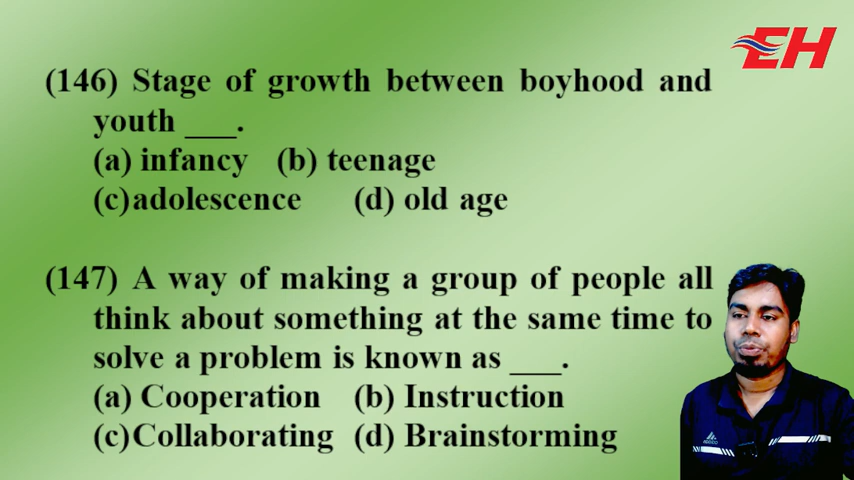 EH
(146) Stage of growth between boyhood and
youth ___.
(a) infancy (b) teenage
(c)adolescence (d) old age
(147) A way of making a group of people all
think about something at the same time to
solve a problem is known as ___.
(a) Cooperation (b) Instruction
(c)Collaborating (d) Brainstorming